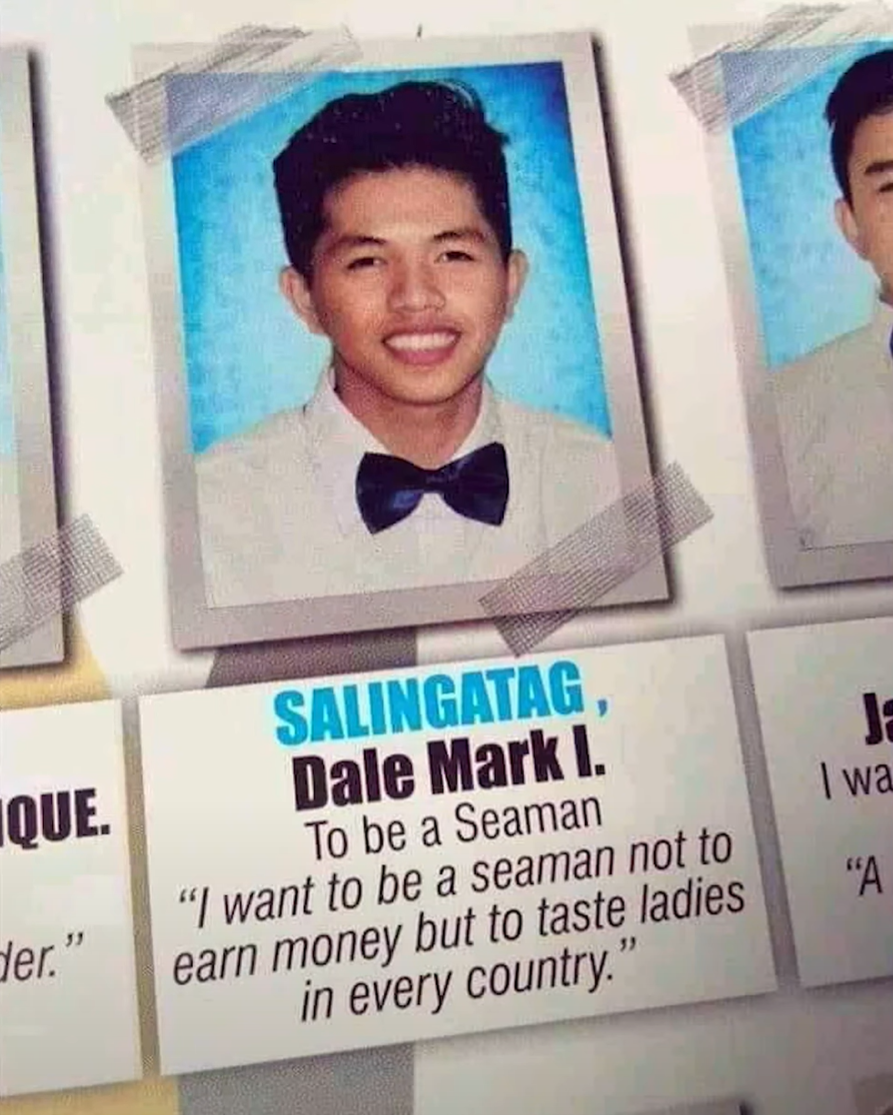 SALINGATAG,
Dale Mark I.
To be a Seaman
"I want to be a seaman not to
earn money but to taste ladies
in every country."
QUE.
der."
Ja
I wa
"A